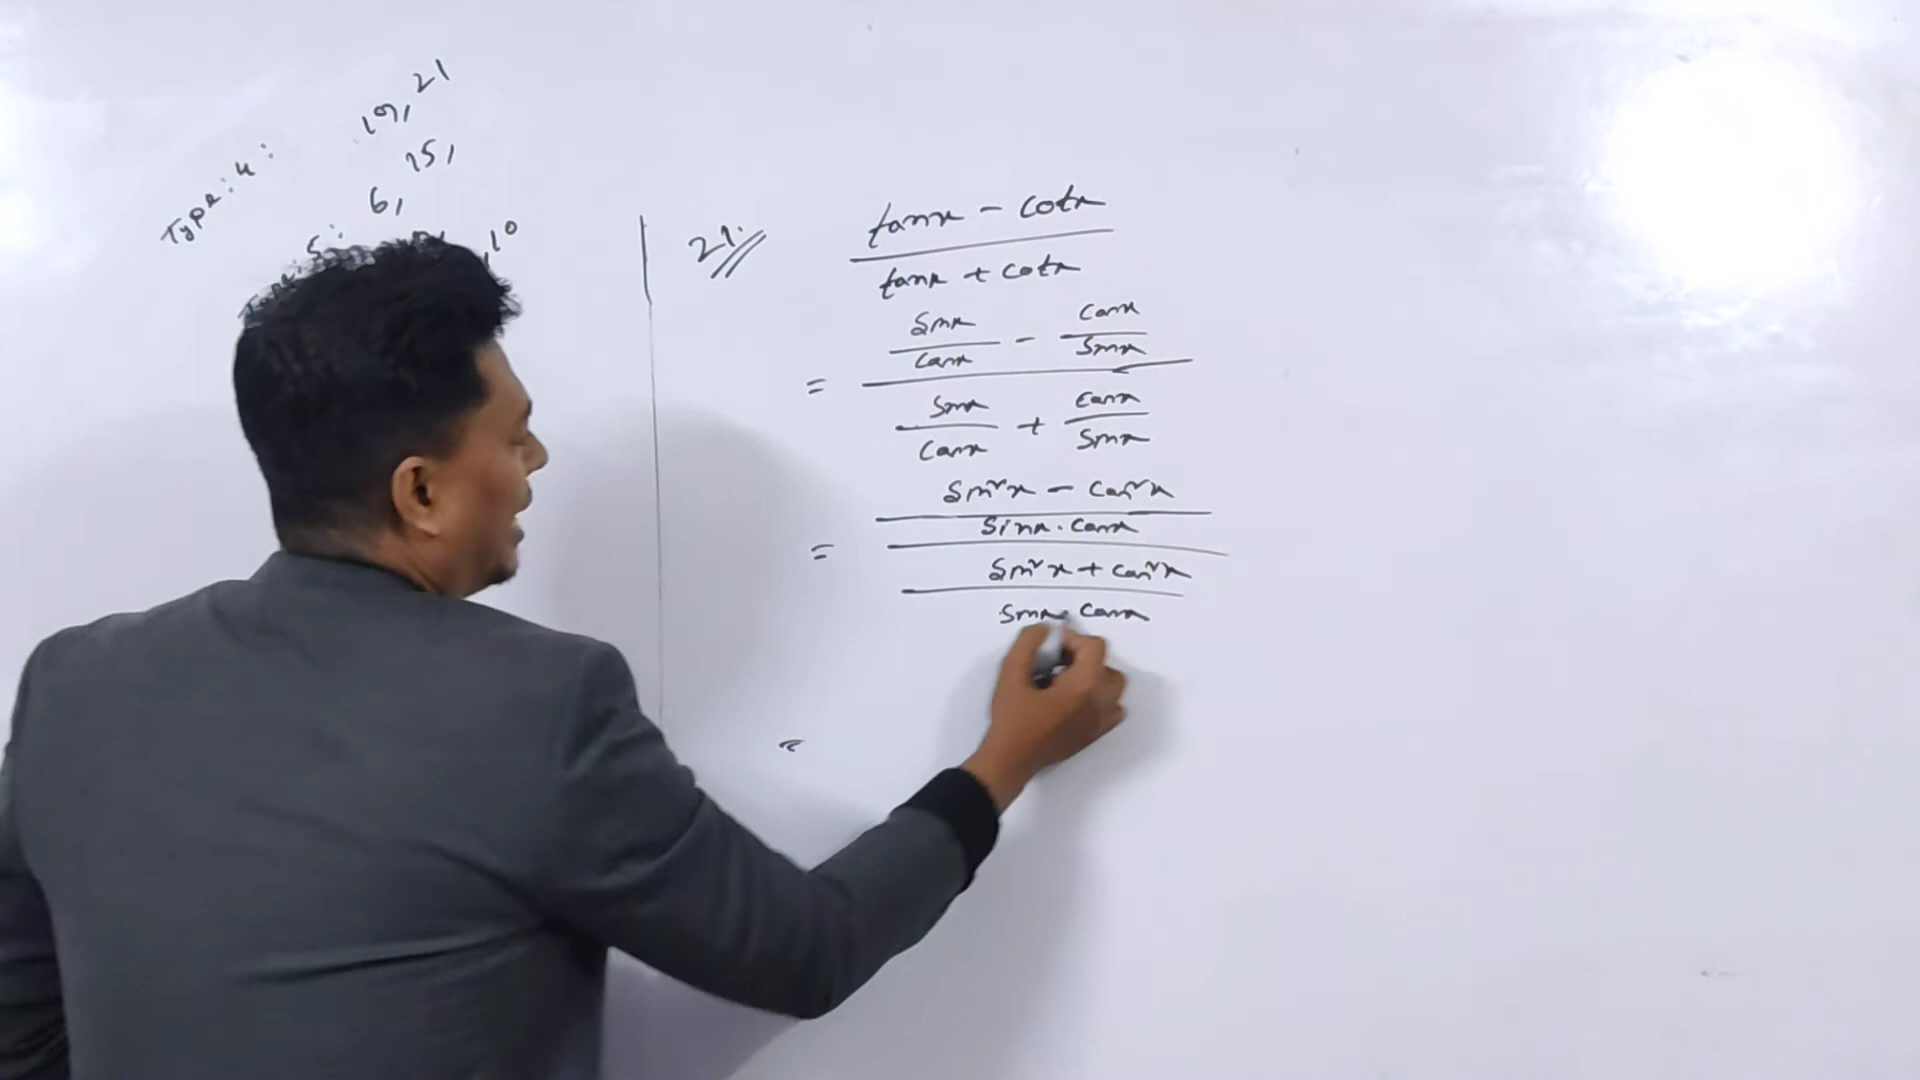 Type: 4: 19, 21
25,
6,
5: , 10
21.
tanx - cotx
tanx + cotx
= sinx/cosx - cosx/sinx
sinx/cosx + cosx/sinx
= sin²x - cos²x
sinx . cosx
sin²x + cos²x
sinx . cosx
=